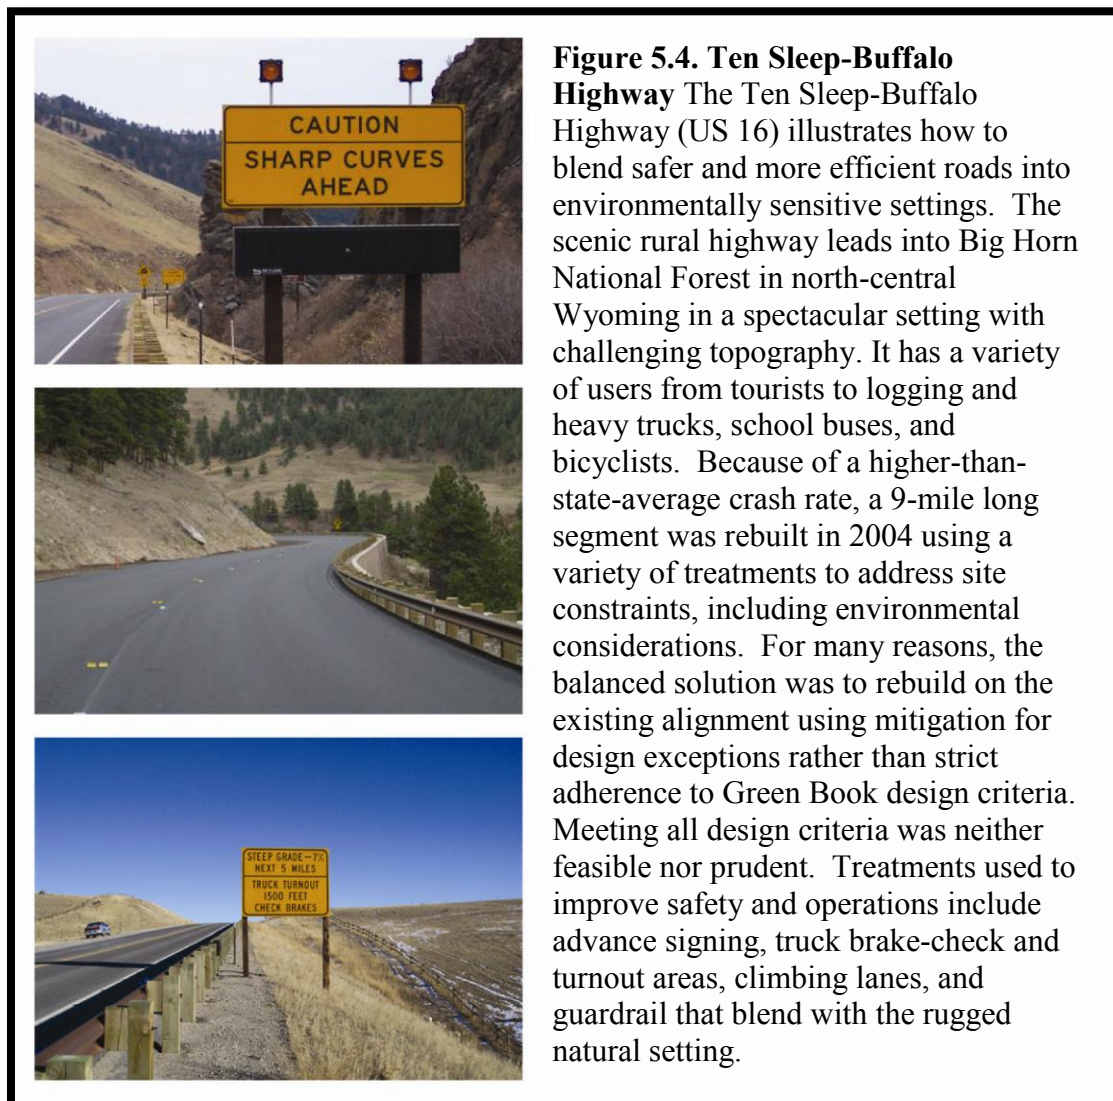 CAUTION
SHARP CURVES
AHEAD
STEEP GRADE-7%
NEXT 5 MILES
TRUCK TURNOUT
1500 FEET
CHECK BRAKES
Figure 5.4. Ten Sleep-Buffalo
Highway The Ten Sleep-Buffalo
Highway (US 16) illustrates how to
blend safer and more efficient roads into
environmentally sensitive settings.  The
scenic rural highway leads into Big Horn
National Forest in north-central
Wyoming in a spectacular setting with
challenging topography. It has a variety
of users from tourists to logging and
heavy trucks, school buses, and
bicyclists.  Because of a higher-than-
state-average crash rate, a 9-mile long
segment was rebuilt in 2004 using a
variety of treatments to address site
constraints, including environmental
considerations.  For many reasons, the
balanced solution was to rebuild on the
existing alignment using mitigation for
design exceptions rather than strict
adherence to Green Book design criteria.
Meeting all design criteria was neither
feasible nor prudent.  Treatments used to
improve safety and operations include
advance signing, truck brake-check and
turnout areas, climbing lanes, and
guardrail that blend with the rugged
natural setting.